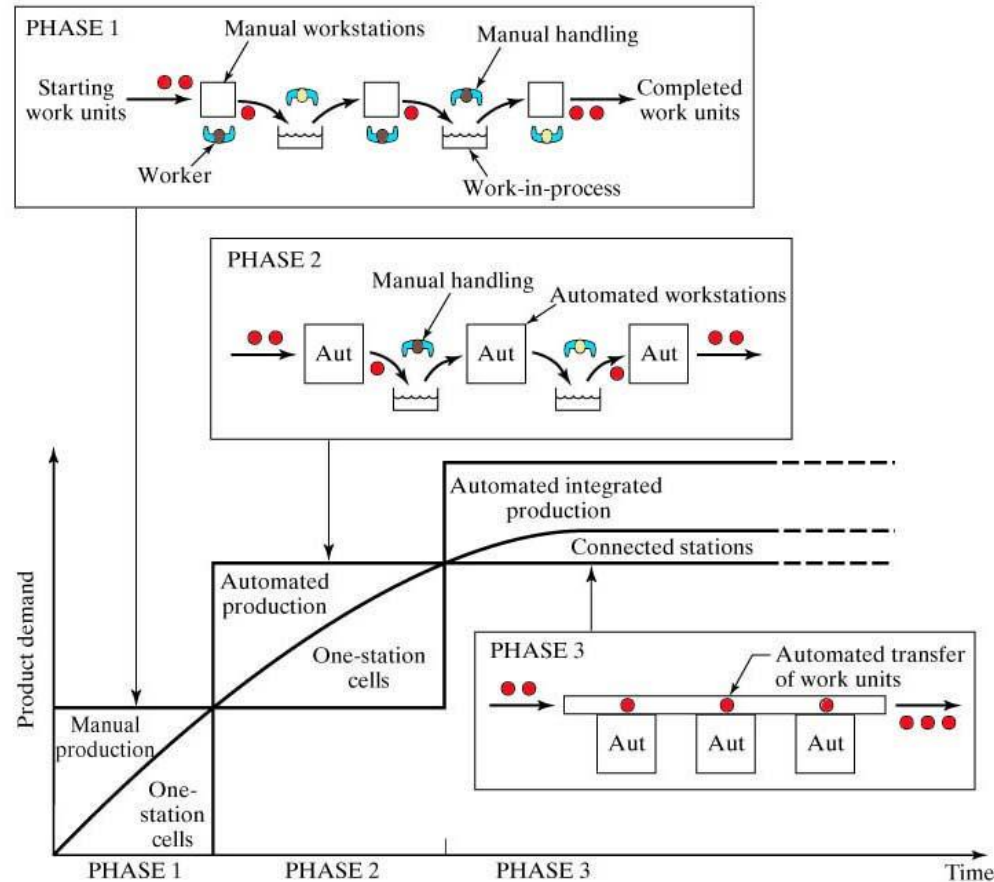 PHASE 1
Manual workstations
Manual handling
Starting
work units
Completed
work units
Worker
Work-in-process
PHASE 2
Manual handling
Automated workstations
Aut
Aut
Aut
Product demand
Automated integrated
production
Connected stations
Automated
production
One-station
cells
Manual
production
One-
station
cells
PHASE 3
Automated transfer
of work units
Aut
Aut
Aut
PHASE 1
PHASE 2
PHASE 3
Time